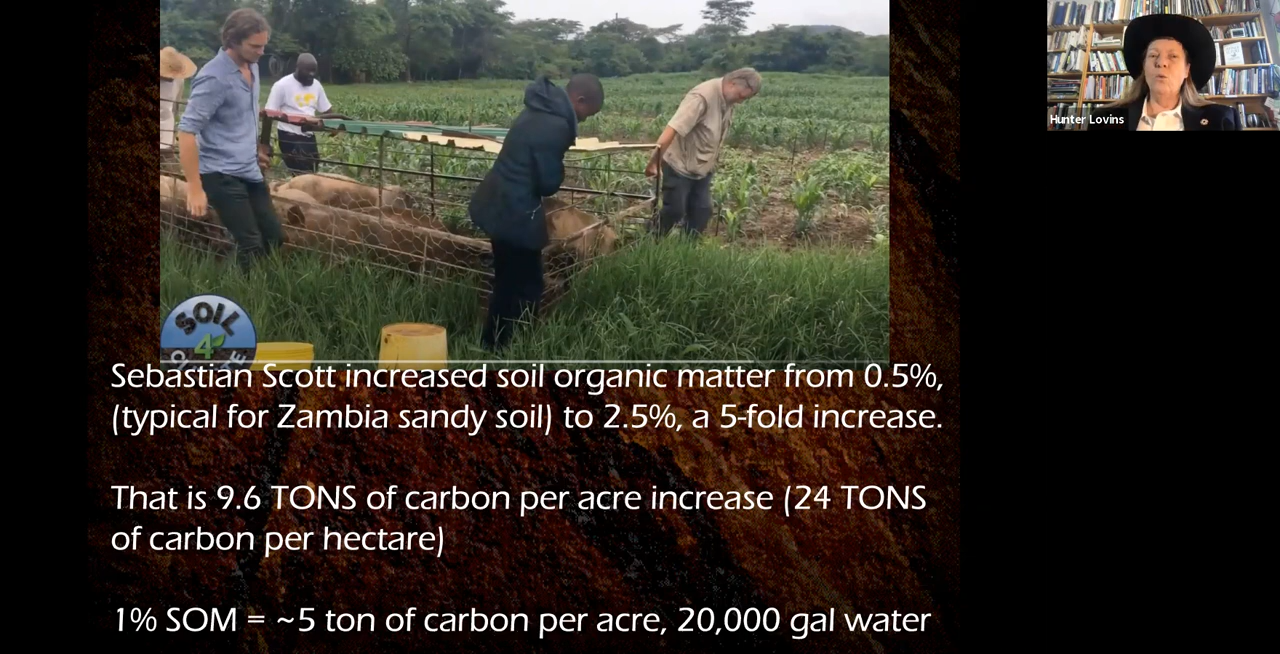 Hunter Lovins
SOIL
4
Sebastian Scott increased soil organic matter from 0.5%,
(typical for Zambia sandy soil) to 2.5%, a 5-fold increase.
That is 9.6 TONS of carbon per acre increase (24 TONS
of carbon per hectare)
1% SOM = ~5 ton of carbon per acre, 20,000 gal water